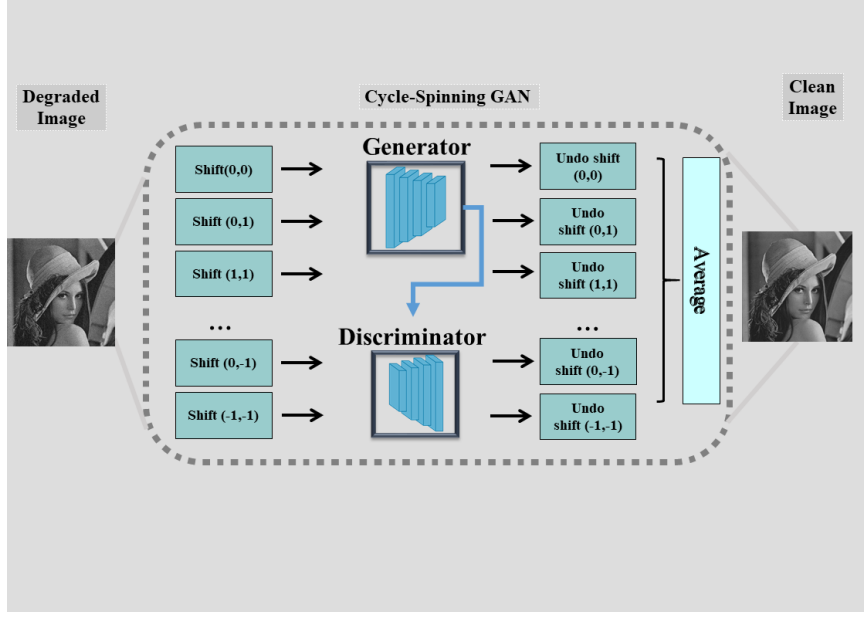 Degraded
Image
Cycle-Spinning GAN
Clean
Image
Generator
Shift(0,0)
Undo shift
(0,0)
Shift (0,1)
Undo
shift (0,1)
Shift (1,1)
Undo
shift (1,1)
...
...
Discriminator
Shift (0,-1)
Undo
shift (0,-1)
Shift (-1,-1)
Undo
shift (-1,-1)
Average